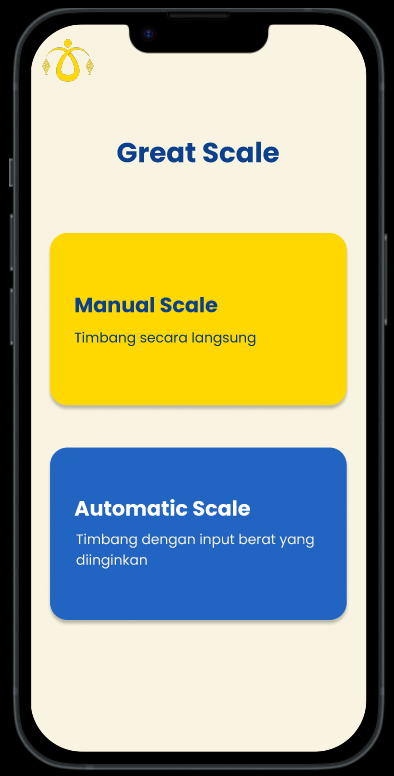 Great Scale
Manual Scale
Timbang secara langsung
Automatic Scale
Timbang dengan input berat yang
diinginkan